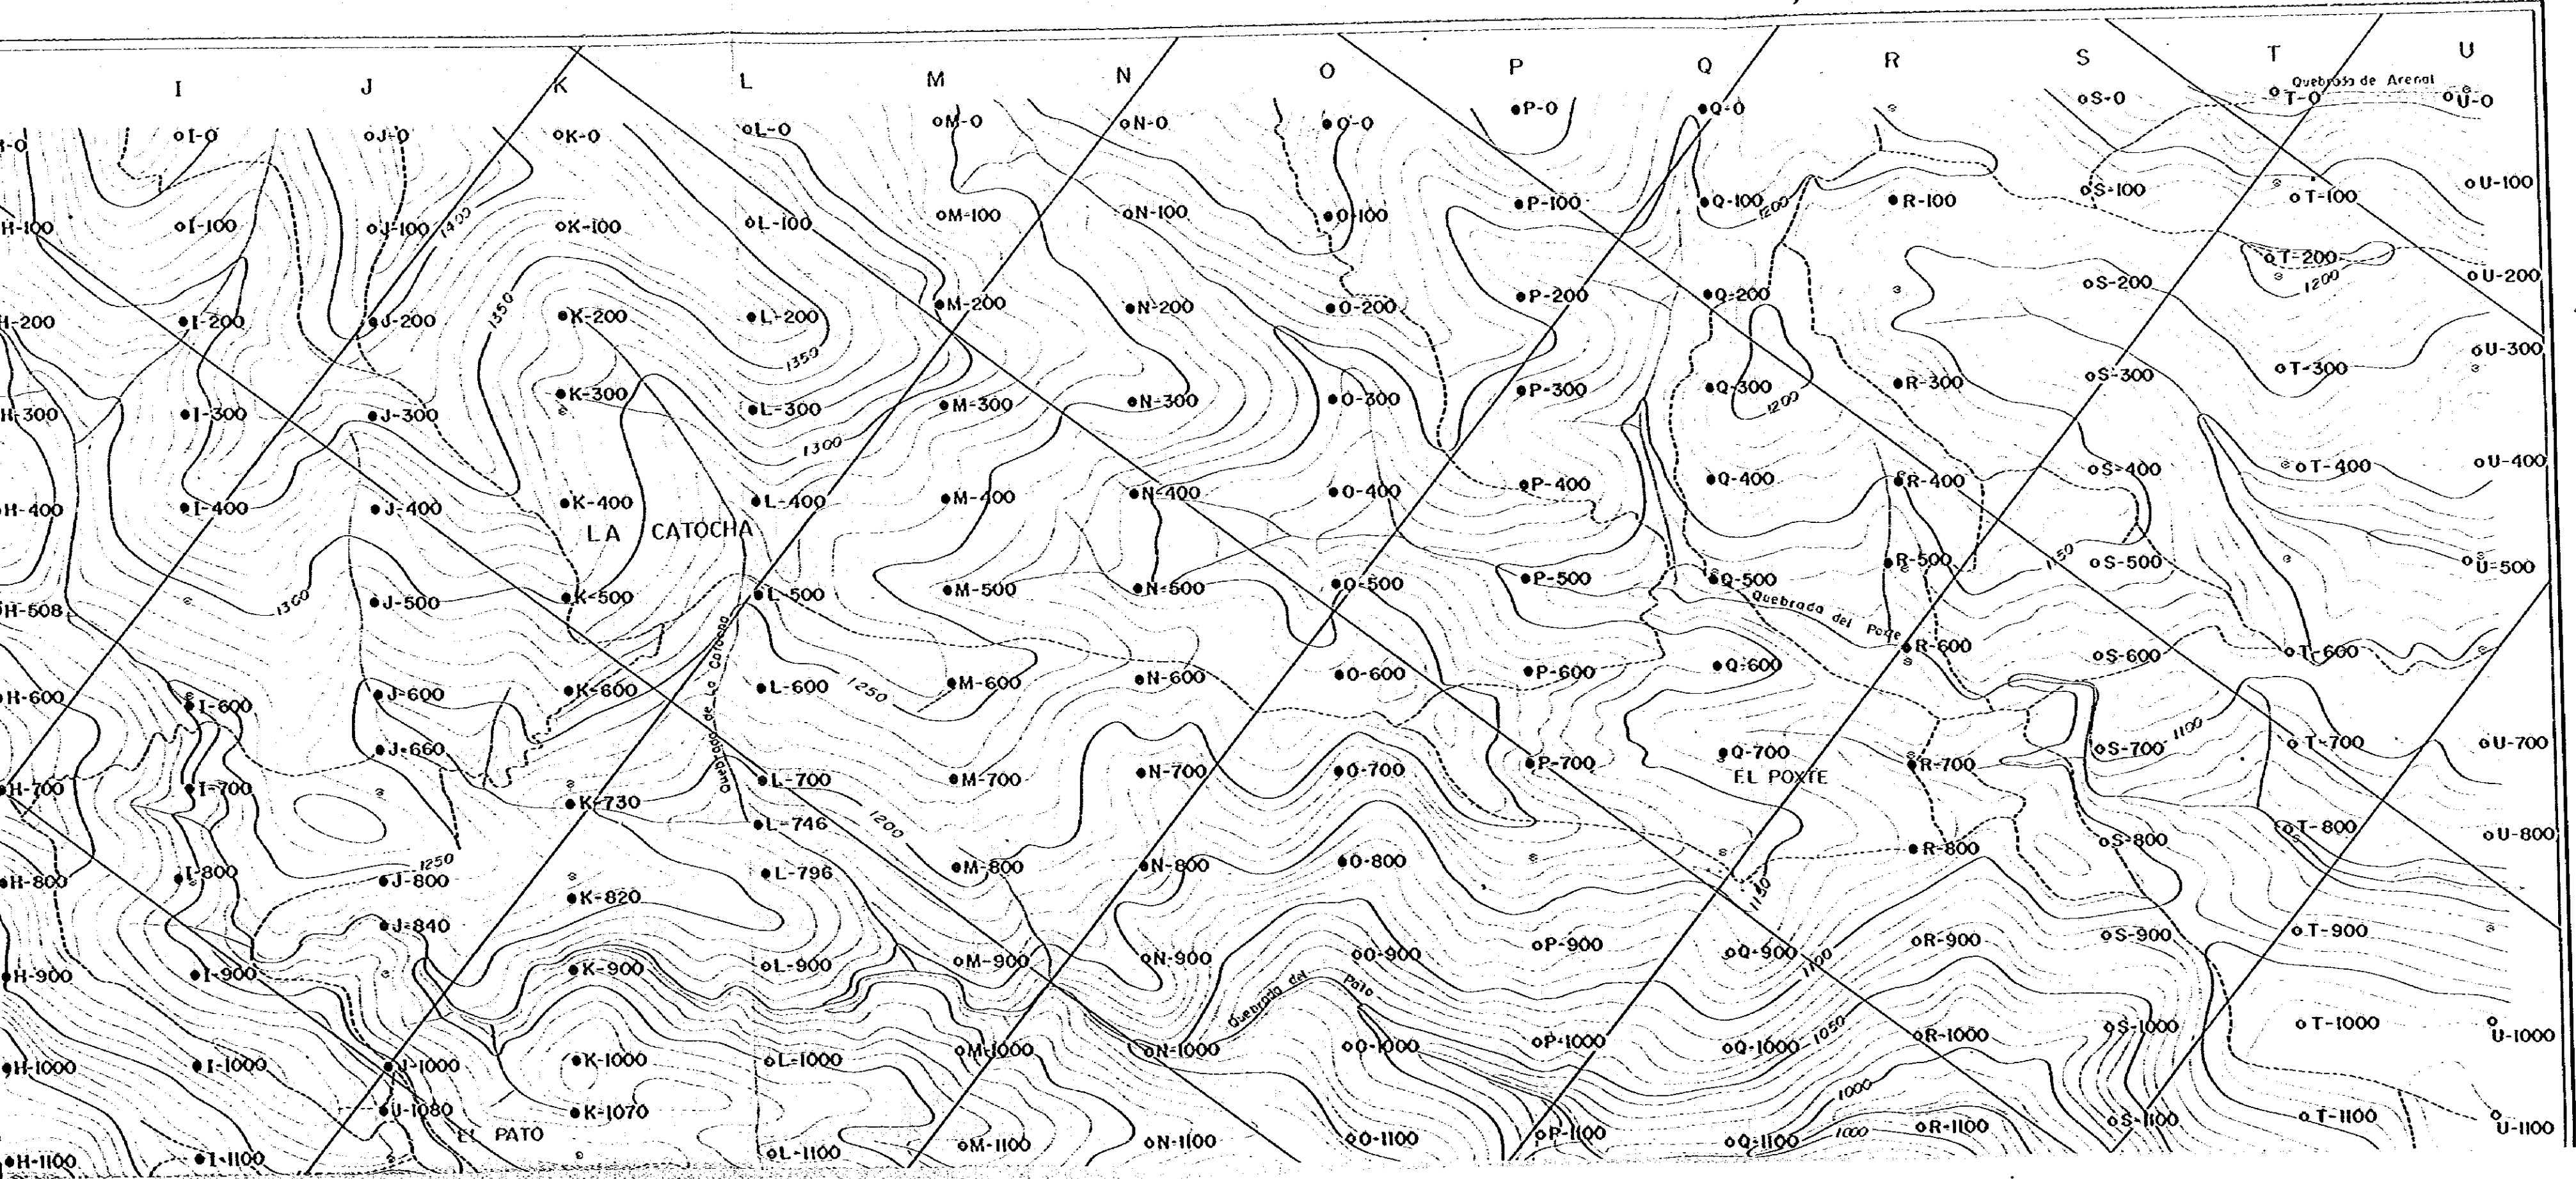 I J K L M N O P Q R S T U
Quebrada de Arenal
I-0 J-0 K-0 L-0 M-0 N-0 O-0 P-0 Q-0 S-0 T-0 U-0
H-100 I-100 J-100 1400 K-100 L-100 M-100 N-100 O-100 P-100 Q-100 1200 R-100 S-100 T-100 U-100
H-200 I-200 J-200 1350 K-200 L-200 M-200 N-200 O-200 P-200 Q-200 S-200 T-200 1200 U-200
1350
H-300 I-300 J-300 K-300 L-300 M-300 N-300 O-300 P-300 Q-300 1200 R-300 S-300 T-300 U-300
1300
H-400 I-400 J-400 K-400 L-400 M-400 N-400 O-400 P-400 Q-400 R-400 S-400 T-400 U-400
LA CATOCHA
H-508 1300 J-500 K-500 L-500 M-500 N-500 O-500 P-500 Q-500 R-500 1150 S-500 U-500
Quebrada del Poxte
H-600 I-600 J-600 K-600 L-600 1250 M-600 N-600 O-600 P-600 Q-600 R-600 S-600 T-600
Quebrada de La Catocha
J-660
H-700 I-700 K-730 L-700 M-700 N-700 O-700 P-700 Q-700 R-700 S-700 1100 T-700 U-700
EL POXTE
L-746 1200
H-800 I-800 1250 J-800 L-796 M-800 N-800 O-800 R-800 S-800 T-800 U-800
K-820 1150
J-840
H-900 I-900 K-900 L-900 M-900 N-900 O-900 P-900 Q-900 1100 R-900 S-900 T-900
Quebrada del Pato
H-1000 I-1000 J-1000 K-1000 L-1000 M-1000 N-1000 O-1000 P-1000 Q-1000 1050 R-1000 S-1000 T-1000 U-1000
J-1080 K-1070 1000
EL PATO
H-1100 I-1100 L-1100 M-1100 N-1100 O-1100 P-1100 Q-1100 1000 R-1100 S-1100 T-1100 U-1100